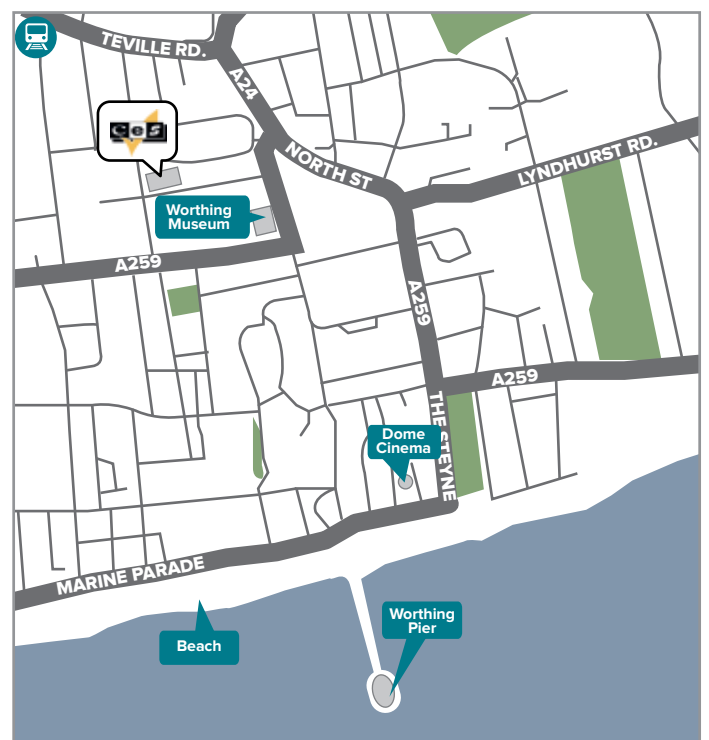 TEVILLE RD.
A24
CeS
NORTH ST
LYNDHURST RD.
Worthing
Museum
A259
A259
A259
THE STEYNE
Dome
Cinema
MARINE PARADE
Worthing
Pier
Beach